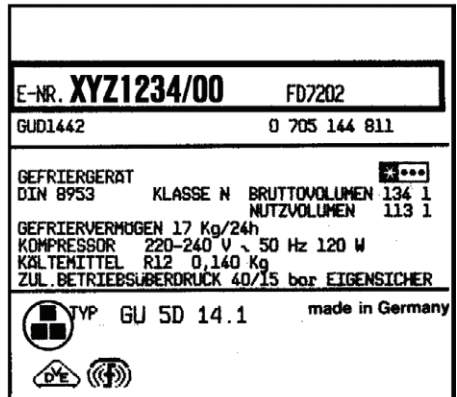 E-NR. XYZ1234/00 FD7202
GUD1442 0 705 144 811
GEFRIERGERÄT
DIN 8953 KLASSE N BRUTTOVOLUMEN 134 l
NUTZVOLUMEN 113 l
GEFRIERVERMÖGEN 17 Kg/24h
KOMPRESSOR 220-240 V ~ 50 Hz 120 W
KÄLTEMITTEL R12 0,140 Kg
ZUL.BETRIEBSÜBERDRUCK 40/15 bar EIGENSICHER
TYP GU 5D 14.1 made in Germany
DVE